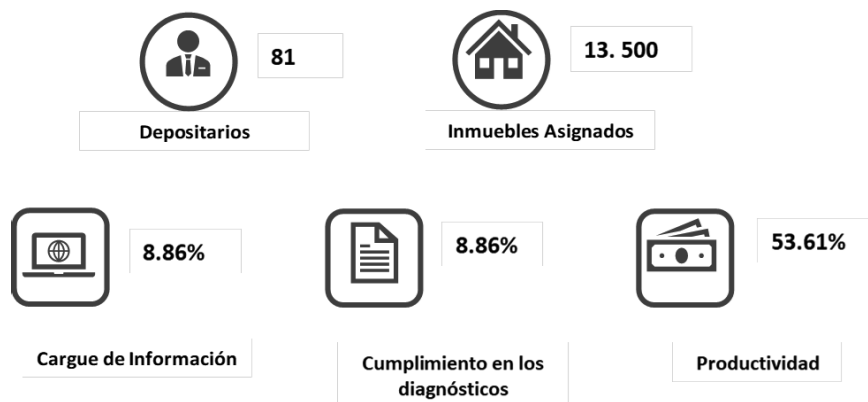 81
Depositarios
13. 500
Inmuebles Asignados
8.86%
Cargue de Información
8.86%
Cumplimiento en los
diagnósticos
53.61%
Productividad